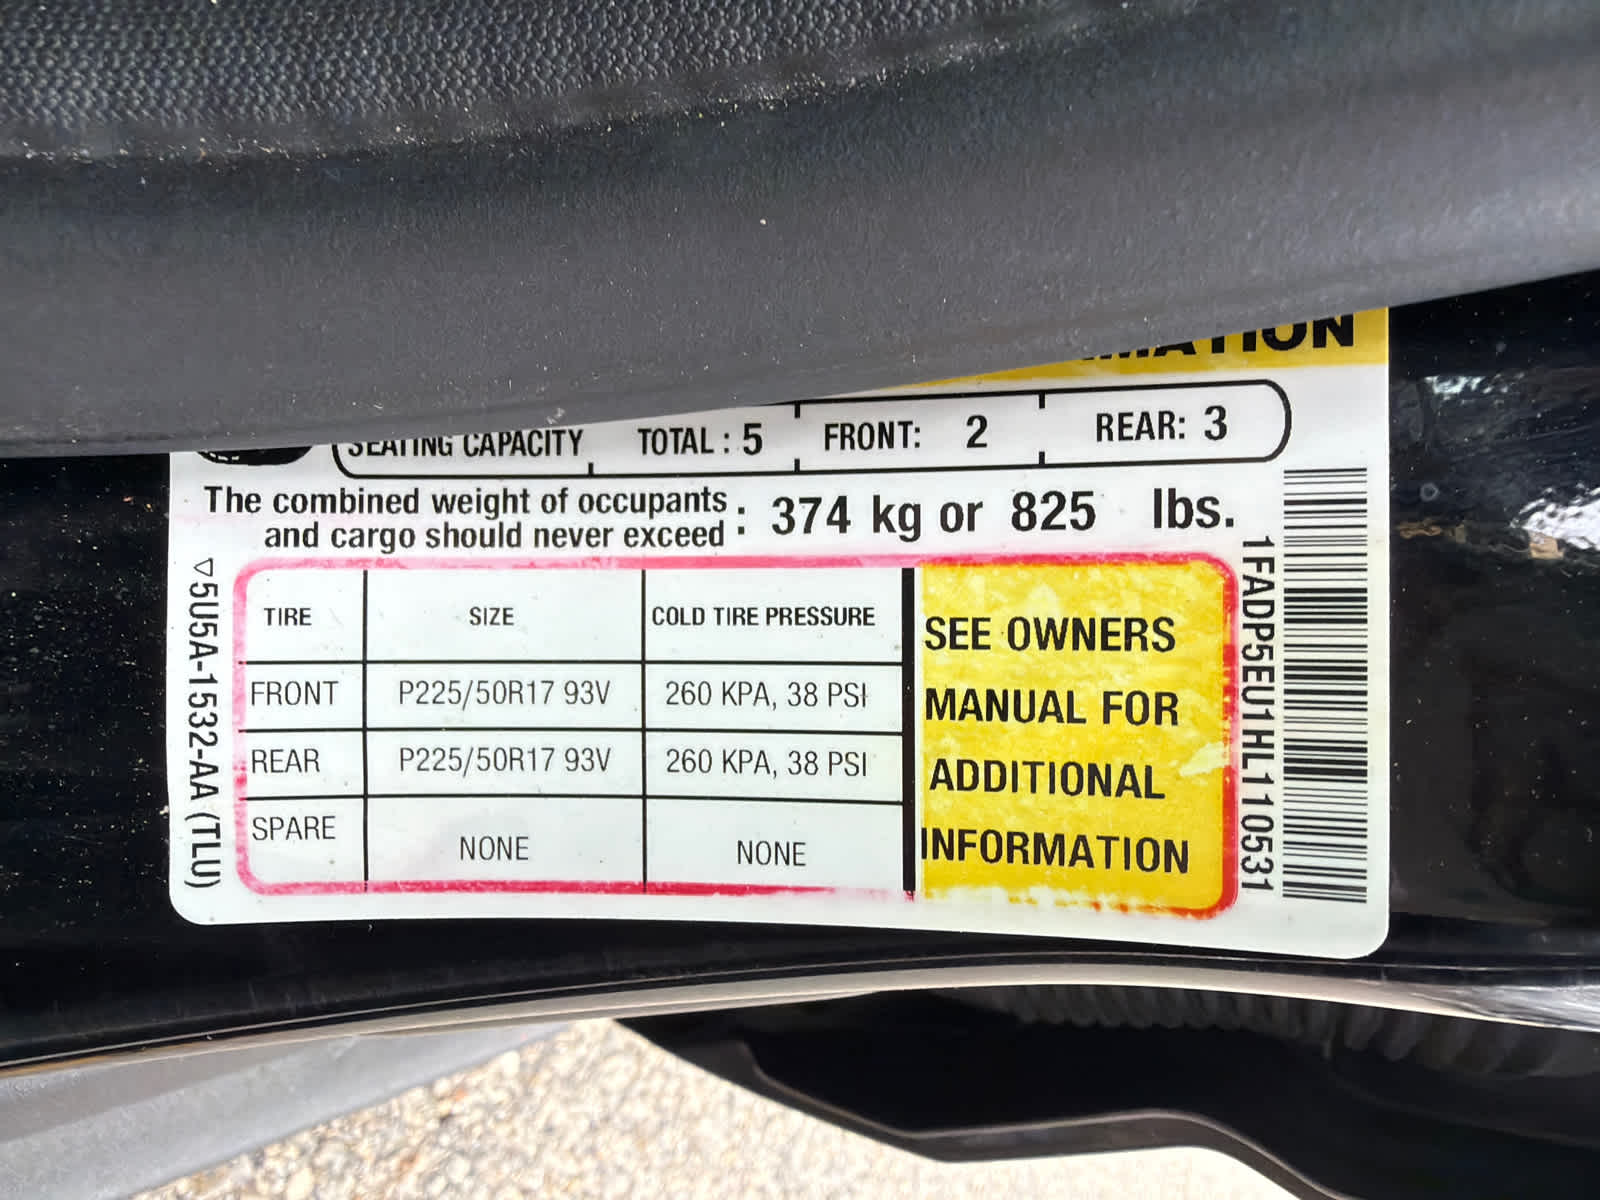 SEATING CAPACITY TOTAL : 5 FRONT: 2 REAR: 3
The combined weight of occupants
and cargo should never exceed : 374 kg or 825 lbs.
TIRE SIZE COLD TIRE PRESSURE
FRONT P225/50R17 93V 260 KPA, 38 PSI
REAR P225/50R17 93V 260 KPA, 38 PSI
SPARE NONE NONE
SEE OWNERS
MANUAL FOR
ADDITIONAL
INFORMATION
▽5U5A-1532-AA (TLU)
1FADP5EU1HL110531